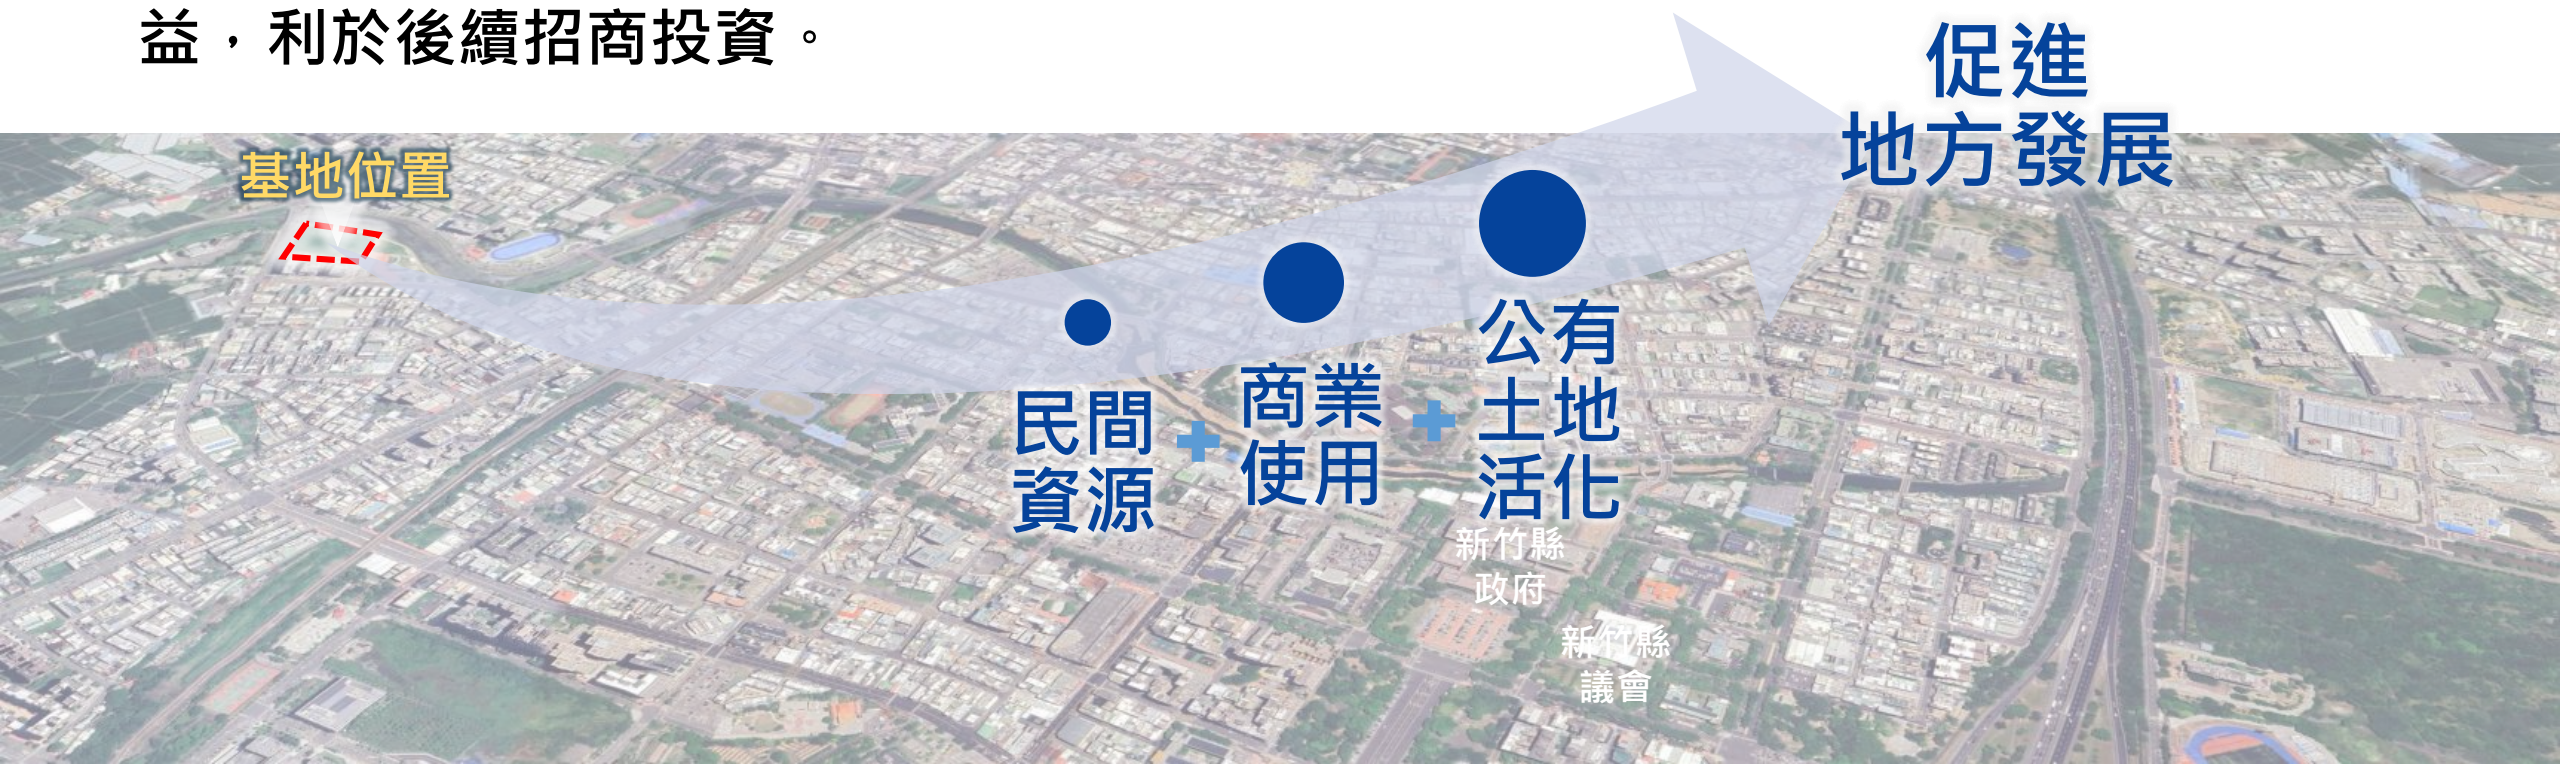 益，利於後續招商投資。
促進
地方發展
基地位置
民間
資源
商業
使用
公有
土地
活化
新竹縣
政府
新竹縣
議會